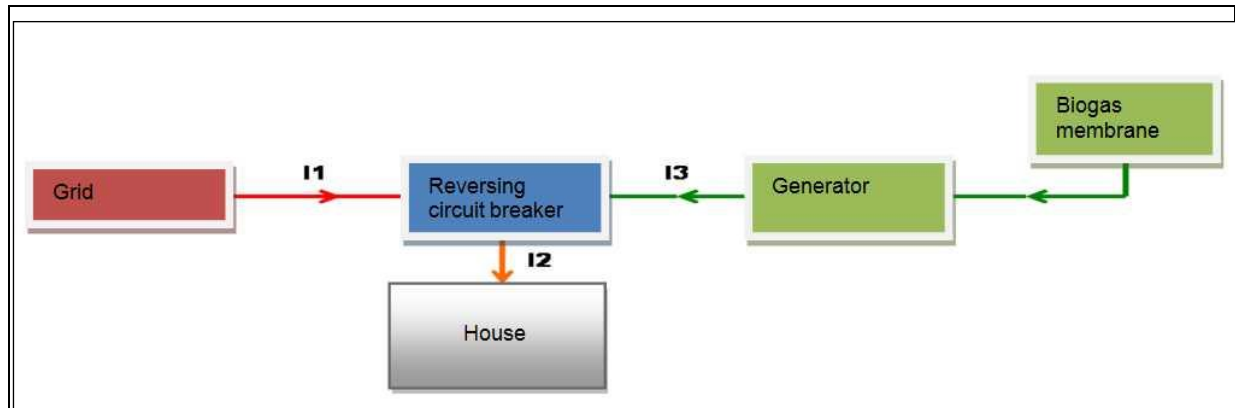 Biogas
membrane
Grid
I1
Reversing
circuit breaker
I3
Generator
I2
House